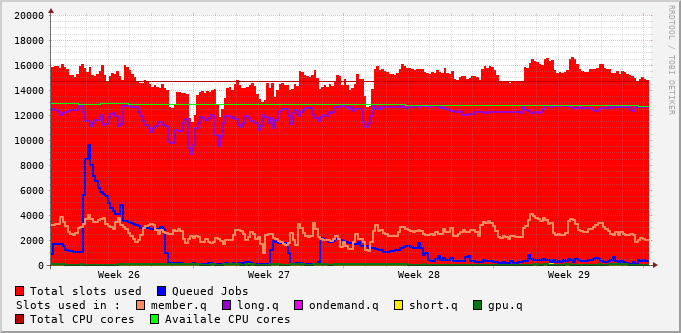 20000
18000
16000
14000
12000
10000
8000
6000
4000
2000
0
Week 26 Week 27 Week 28 Week 29
RRDTOOL / TOBI OETIKER
Total slots used Queued Jobs
Slots used in : member.q long.q ondemand.q short.q gpu.q
Total CPU cores Availale CPU cores